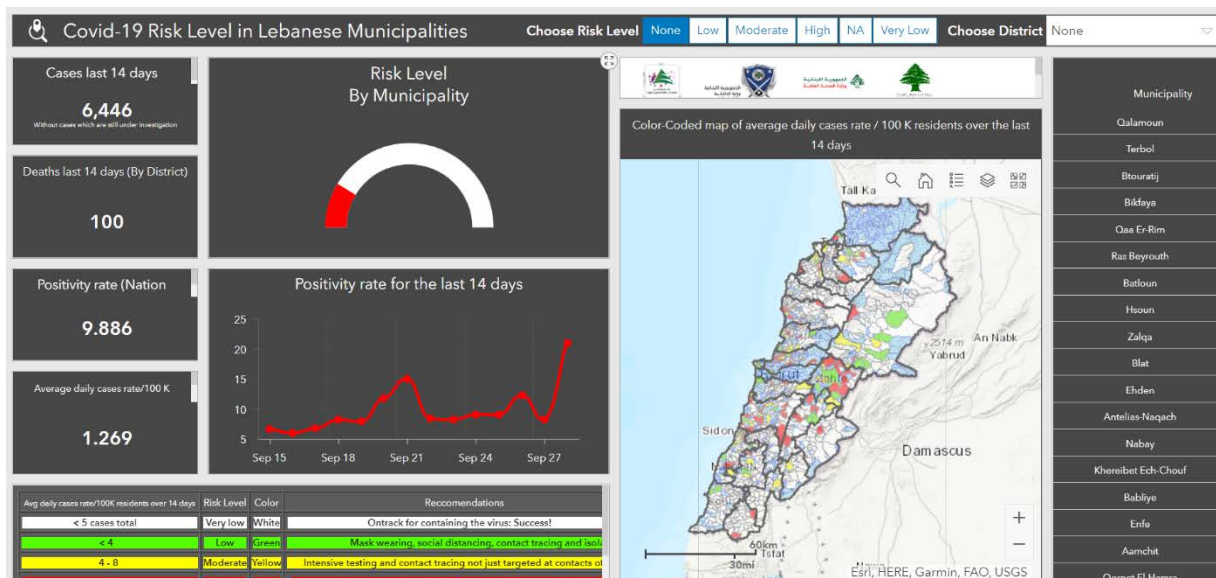 Covid-19 Risk Level in Lebanese Municipalities
Choose Risk Level
None
Low
Moderate
High
NA
Very Low
Choose District
None
Cases last 14 days
6,446
Without cases which are still under investigation
Deaths last 14 days (By District)
100
Positivity rate (Nation
9.886
Average daily cases rate/100 K
1.269
Risk Level
By Municipality
Positivity rate for the last 14 days
25
20
15
10
5
Sep 15
Sep 18
Sep 21
Sep 24
Sep 27
Avg daily cases rate/100K residents over 14 days
Risk Level
Color
Reccomendations
< 5 cases total
Very low
White
Ontrack for containing the virus: Success!
< 4
Low
Green
Mask wearing, social distancing, contact tracing and isola
4 - 8
Moderate
Yellow
Intensive testing and contact tracing not just targeted at contacts of
Color-Coded map of average daily cases rate / 100 K residents over the last
14 days
Tall Ka
2514 m
An Nabk
Yabrud
Sidon
Damascus
60km
30mi
Tsfat
Esri, HERE, Garmin, FAO, USGS
Municipality
Qalamoun
Terbol
Btouratij
Bikfaya
Qaa Er-Rim
Ras Beyrouth
Batloun
Hsoun
Zalqa
Blat
Ehden
Antelias-Naqach
Nabay
Khereibet Ech-Chouf
Babliye
Enfe
Aamchit
Qornet El Hamra